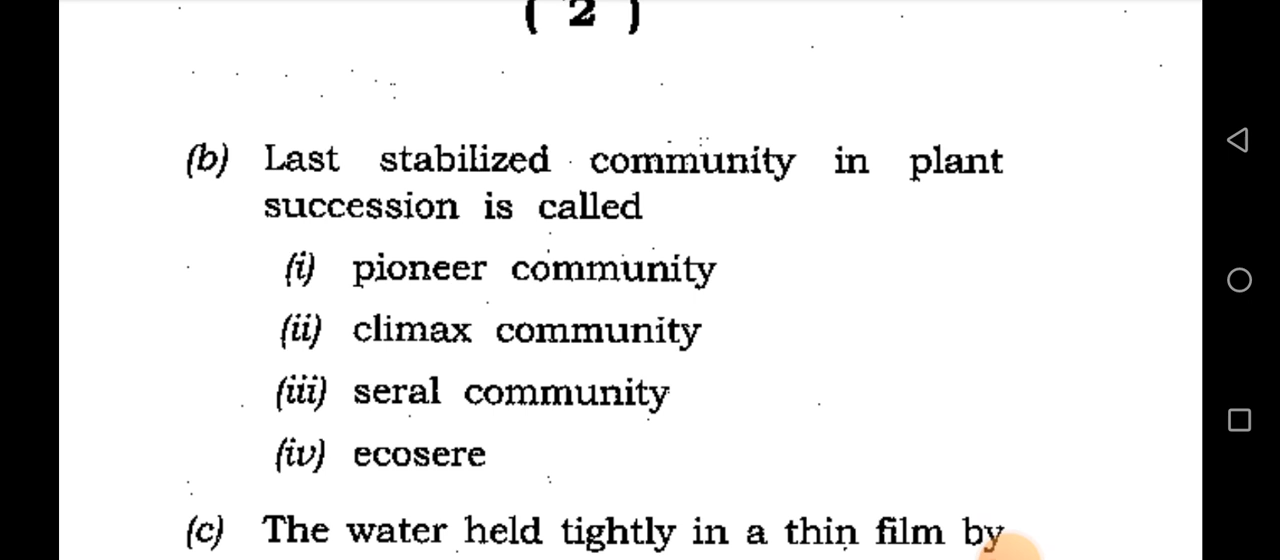 ( 2 )
(b) Last stabilized community in plant
succession is called
(i) pioneer community
(ii) climax community
(iii) seral community
(iv) ecosere
(c) The water held tightly in a thin film by